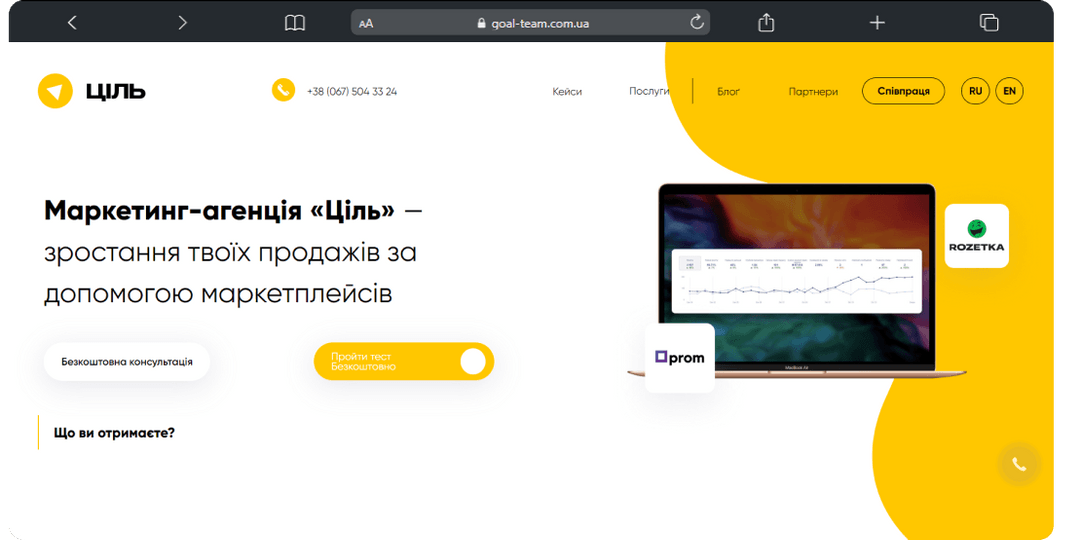 AA
goal-team.com.ua
ЦІЛЬ
+38 (067) 504 33 24
Кейси
Послуги
Блоґ
Партнери
Співпраця
RU
EN
Маркетинг-агенція «Ціль» —
зростання твоїх продажів за
допомогою маркетплейсів
ROZETKA
prom
MacBook Air
Безкоштовна консультація
Пройти тест
Безкоштовно
Що ви отримаєте?